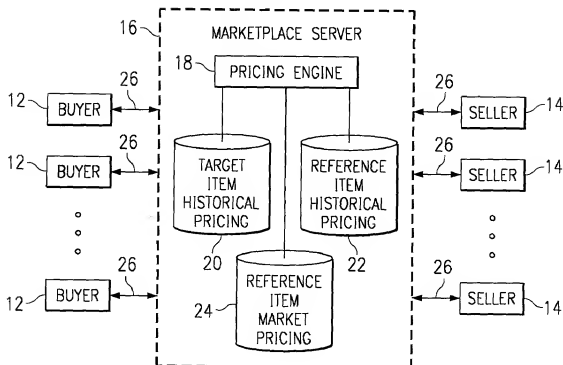 16
MARKETPLACE SERVER
18
PRICING ENGINE
12
BUYER
26
26
SELLER
14
12
BUYER
26
26
SELLER
14
TARGET
ITEM
HISTORICAL
PRICING
20
REFERENCE
ITEM
HISTORICAL
PRICING
22
12
BUYER
26
24
REFERENCE
ITEM
MARKET
PRICING
26
SELLER
14